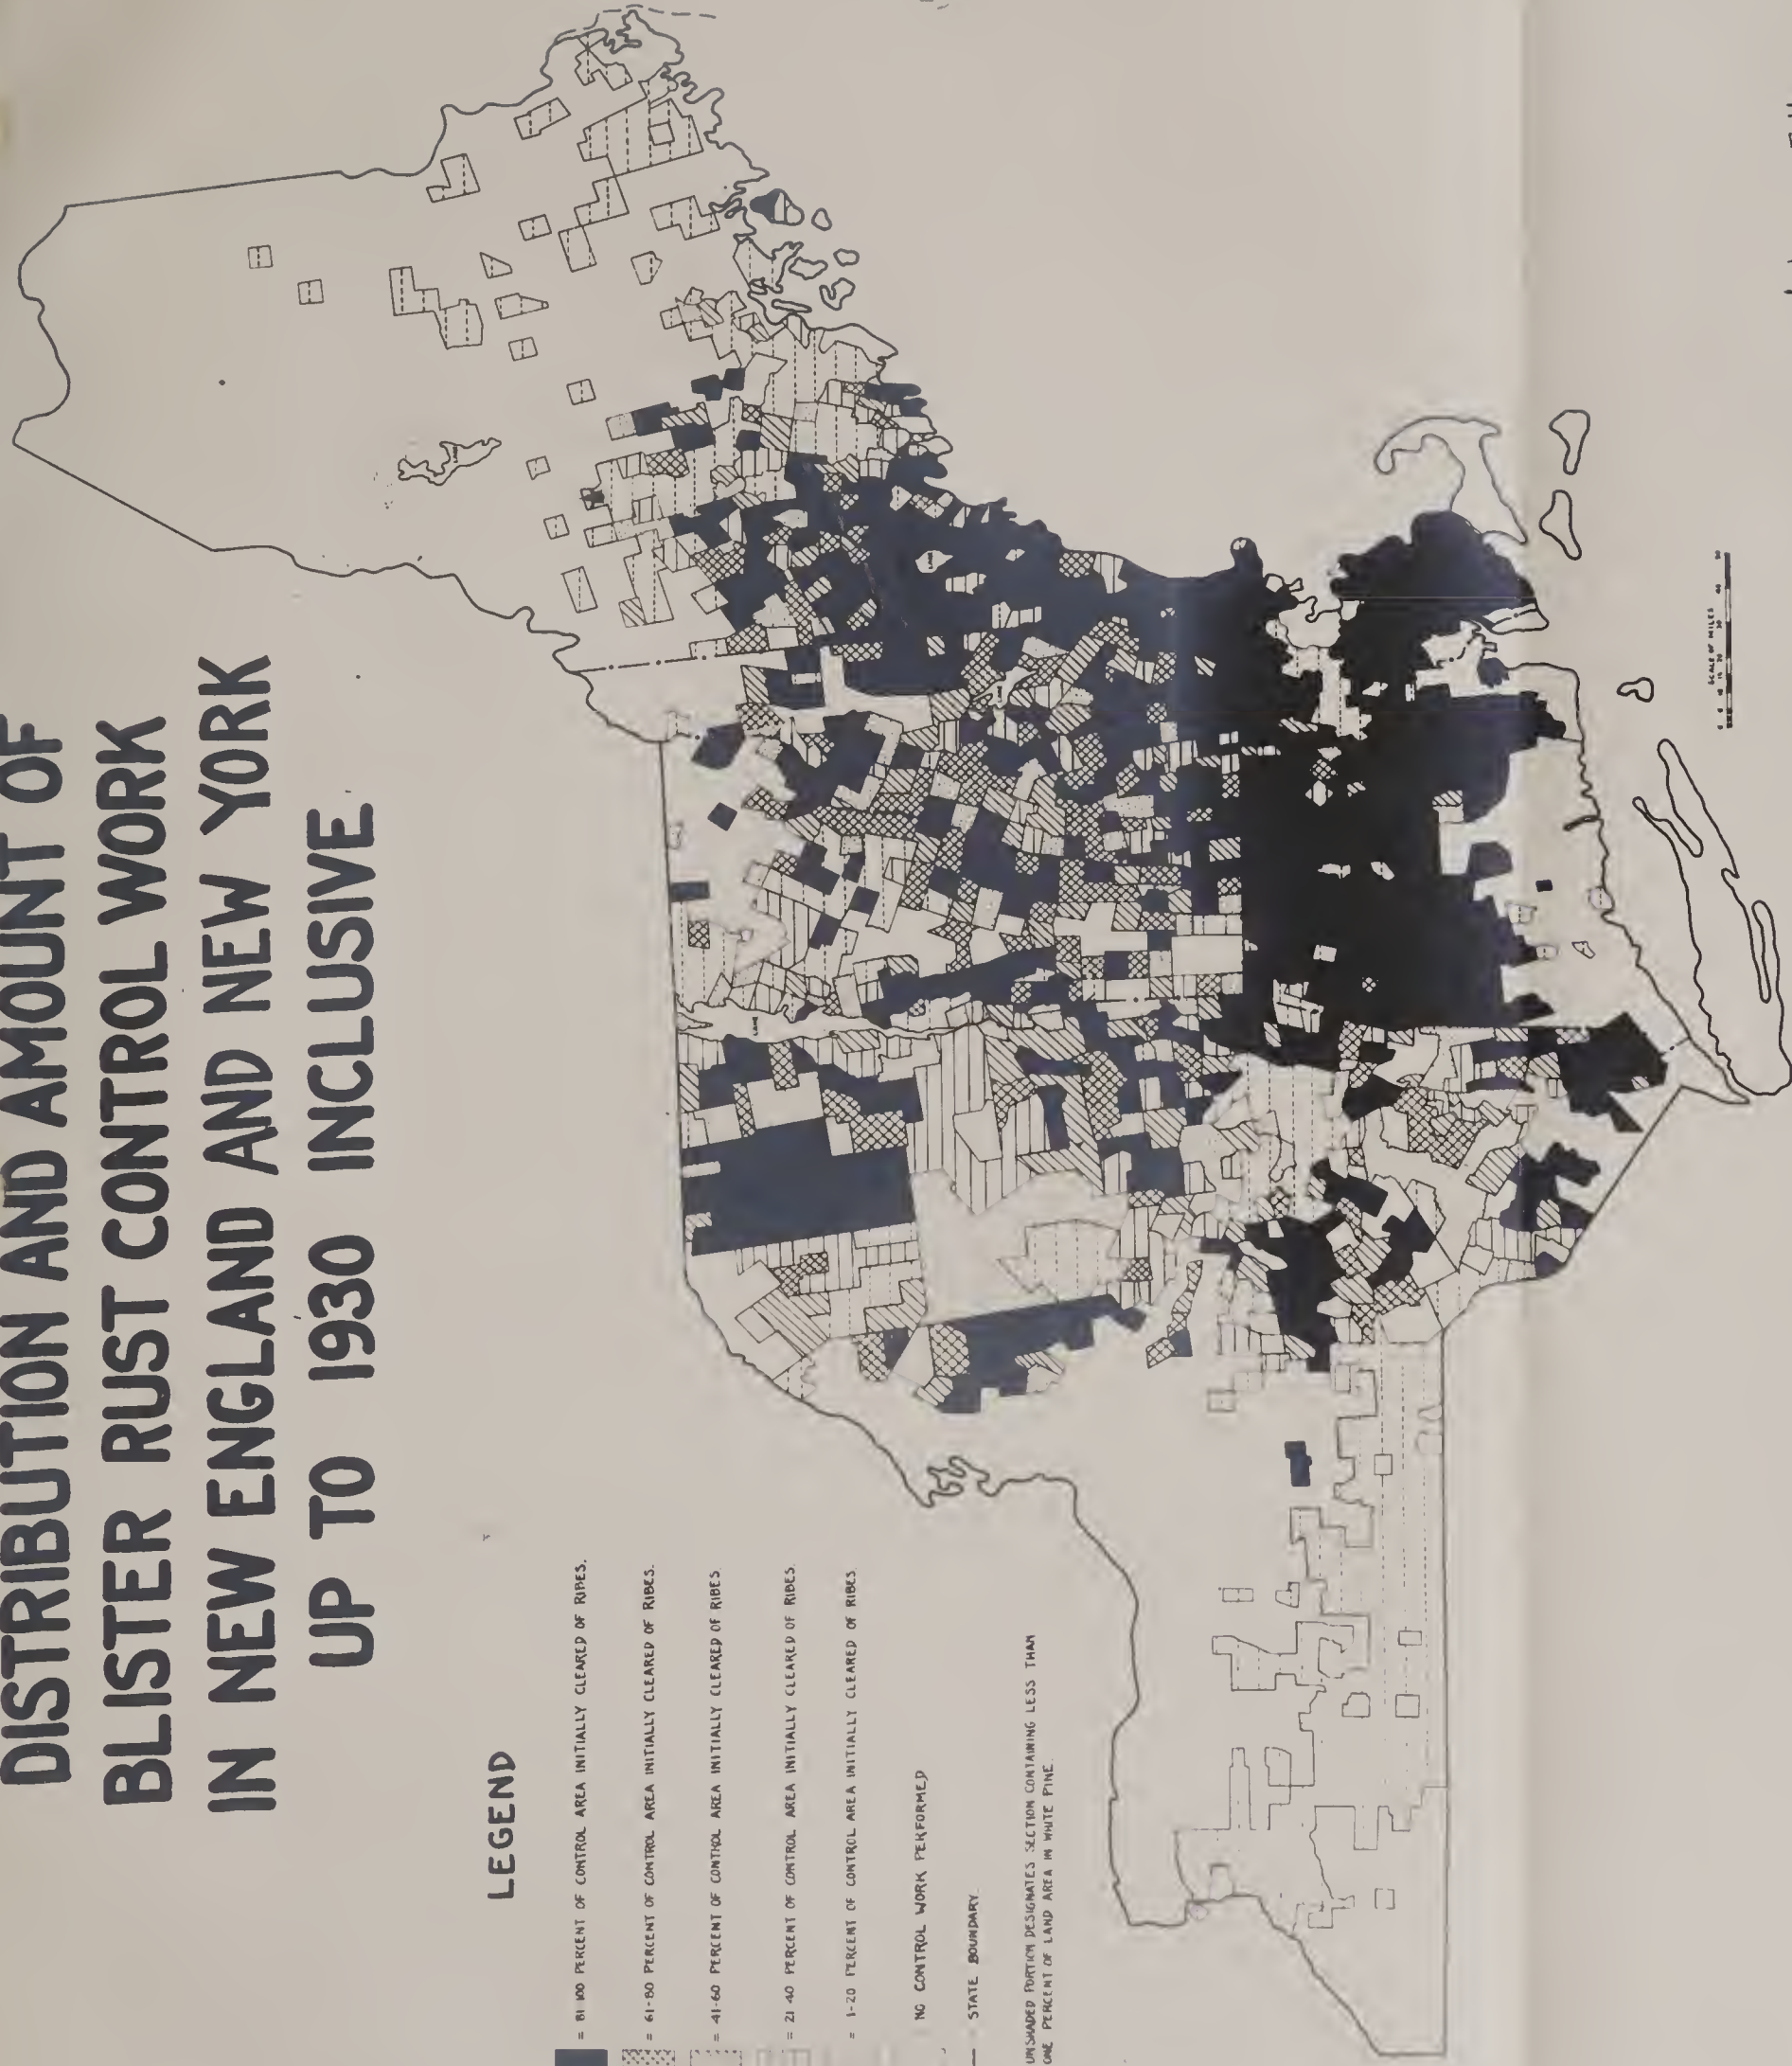 DISTRIBUTION AND AMOUNT OF
BLISTER RUST CONTROL WORK
IN NEW ENGLAND AND NEW YORK
UP TO 1930 INCLUSIVE.
LEGEND
= 81-100 PERCENT OF CONTROL AREA INITIALLY CLEARED OF RIBES.
= 61-80 PERCENT OF CONTROL AREA INITIALLY CLEARED OF RIBES.
= 41-60 PERCENT OF CONTROL AREA INITIALLY CLEARED OF RIBES
= 21-40 PERCENT OF CONTROL AREA INITIALLY CLEARED OF RIBES.
= 1-20 PERCENT OF CONTROL AREA INITIALLY CLEARED OF RIBES
NO CONTROL WORK PERFORMED
STATE BOUNDARY.
UNSHADED PORTION DESIGNATES SECTION CONTAINING LESS THAN
ONE PERCENT OF LAND AREA IN WHITE PINE.
LAKE
LAKE
LAKE
SCALE OF MILES